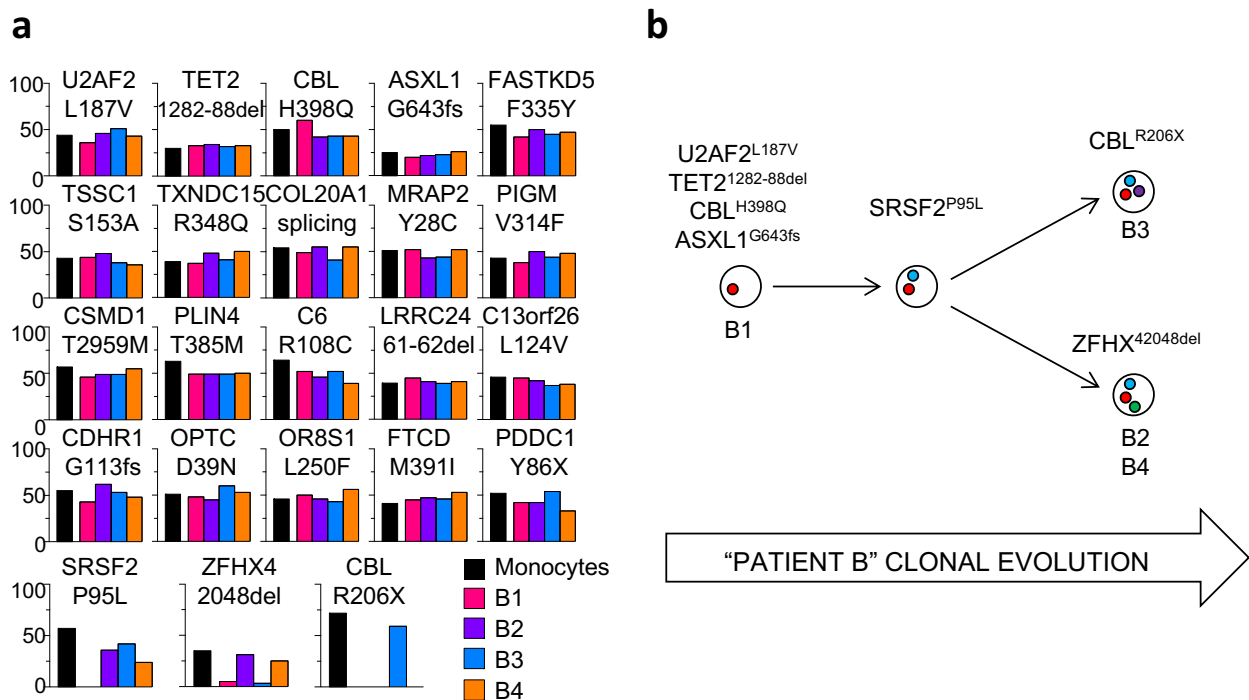 a
b
U2AF2 TET2 CBL ASXL1 FASTKD5
L187V 1282-88del H398Q G643fs F335Y
100
50
0
TSSC1 TXNDC15 COL20A1 MRAP2 PIGM
S153A R348Q splicing Y28C V314F
100
50
0
CSMD1 PLIN4 C6 LRRC24 C13orf26
T2959M T385M R108C 61-62del L124V
100
50
0
CDHR1 OPTC OR8S1 FTCD PDDC1
G113fs D39N L250F M391I Y86X
100
50
0
SRSF2 ZFHX4 CBL
P95L 2048del R206X
100
50
0
Monocytes
B1
B2
B3
B4
U2AF2L187V
TET21282-88del
CBLH398Q
ASXL1G643fs
B1
SRSF2P95L
CBLR206X
B3
ZFHX42048del
B2
B4
“PATIENT B” CLONAL EVOLUTION